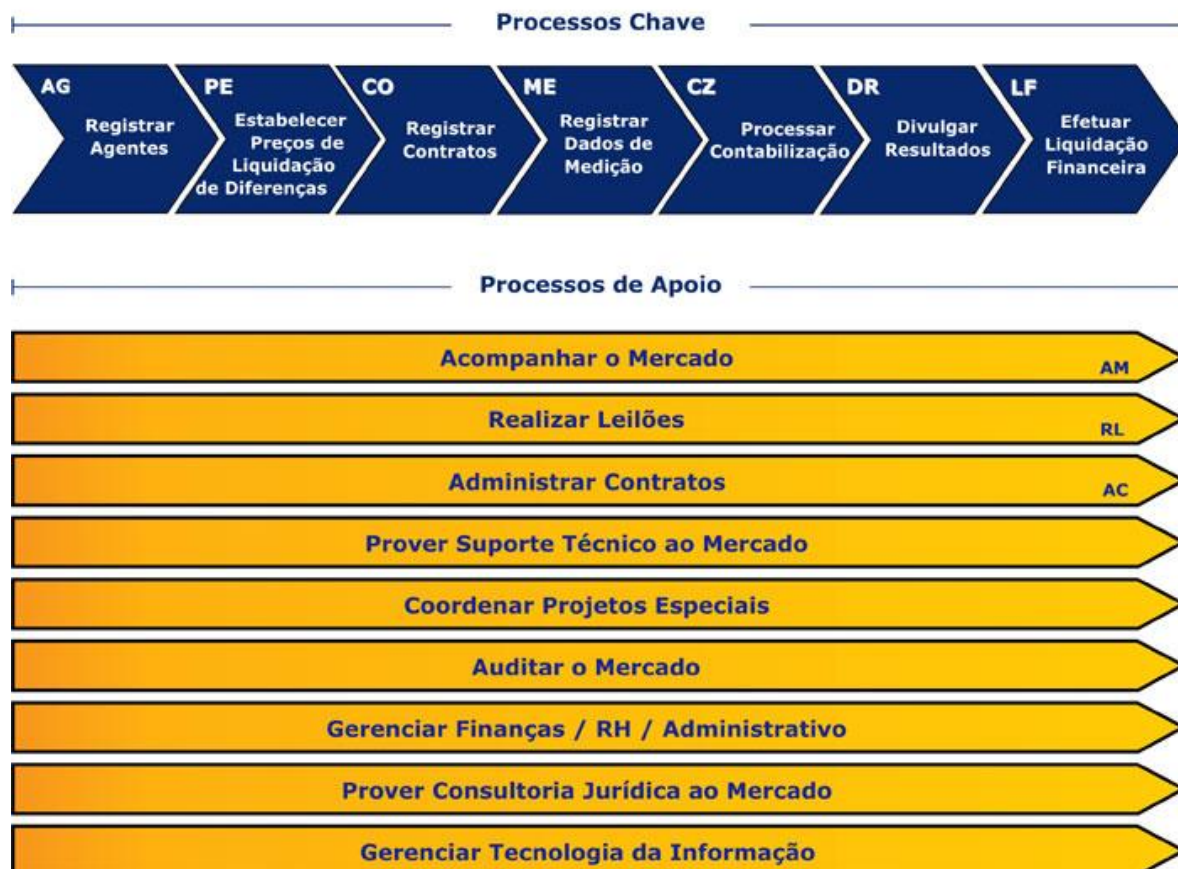 Processos Chave
AG
Registrar
Agentes
PE
Estabelecer
Preços de
Liquidação
de Diferenças
CO
Registrar
Contratos
ME
Registrar
Dados de
Medição
CZ
Processar
Contabilização
DR
Divulgar
Resultados
LF
Efetuar
Liquidação
Financeira
Processos de Apoio
Acompanhar o Mercado
AM
Realizar Leilões
RL
Administrar Contratos
AC
Prover Suporte Técnico ao Mercado
Coordenar Projetos Especiais
Auditar o Mercado
Gerenciar Finanças / RH / Administrativo
Prover Consultoria Jurídica ao Mercado
Gerenciar Tecnologia da Informação